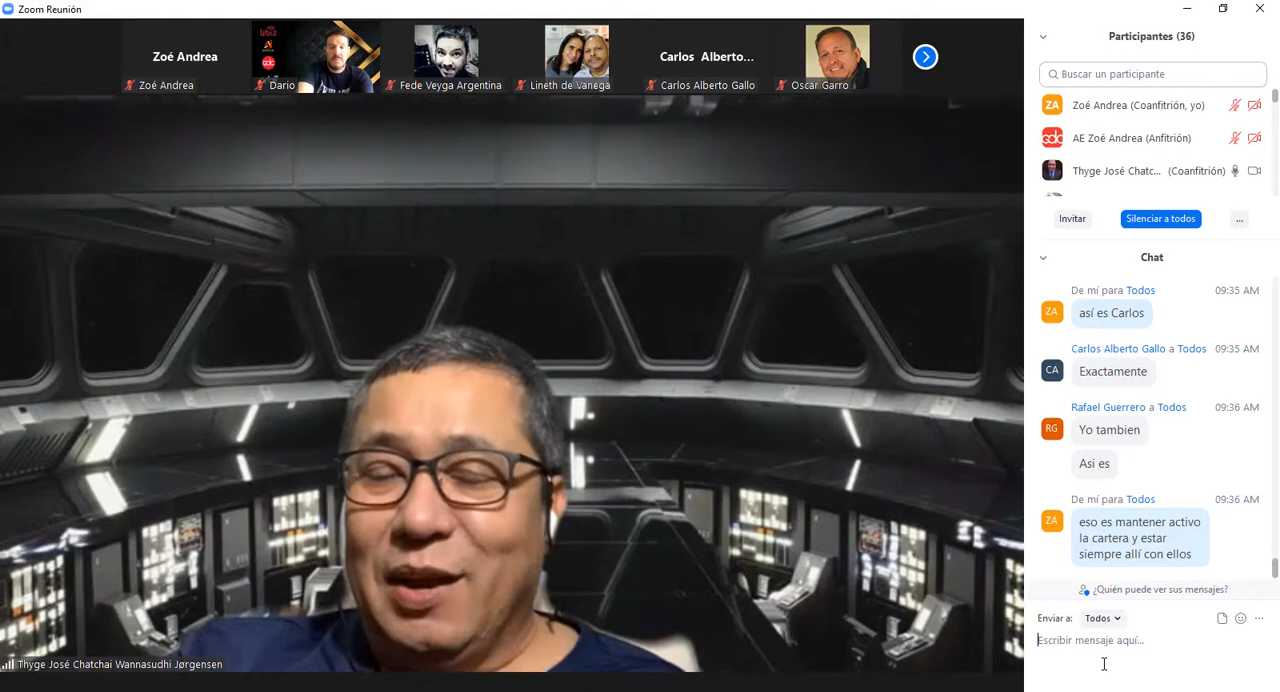 Zoom Reunión
Zoé Andrea
Zoé Andrea
Dario
Fede Veyga Argentina
Lineth de Vanega
Carlos Alberto...
Carlos Alberto Gallo
Oscar Garro
Thyge José Chatchai Wannasudhi Jørgensen
Participantes (36)
Buscar un participante
ZA
Zoé Andrea (Coanfitrión, yo)
gdc
AE Zoé Andrea (Anfitrión)
Thyge José Chatc... (Coanfitrión)
Invitar
Silenciar a todos
...
Chat
De mí para Todos 09:35 AM
ZA
así es Carlos
Carlos Alberto Gallo a Todos 09:35 AM
CA
Exactamente
Rafael Guerrero a Todos 09:36 AM
RG
Yo tambien
Asi es
De mí para Todos 09:36 AM
ZA
eso es mantener activo
la cartera y estar
siempre allí con ellos
¿Quién puede ver sus mensajes?
Enviar a: Todos
Escribir mensaje aquí...